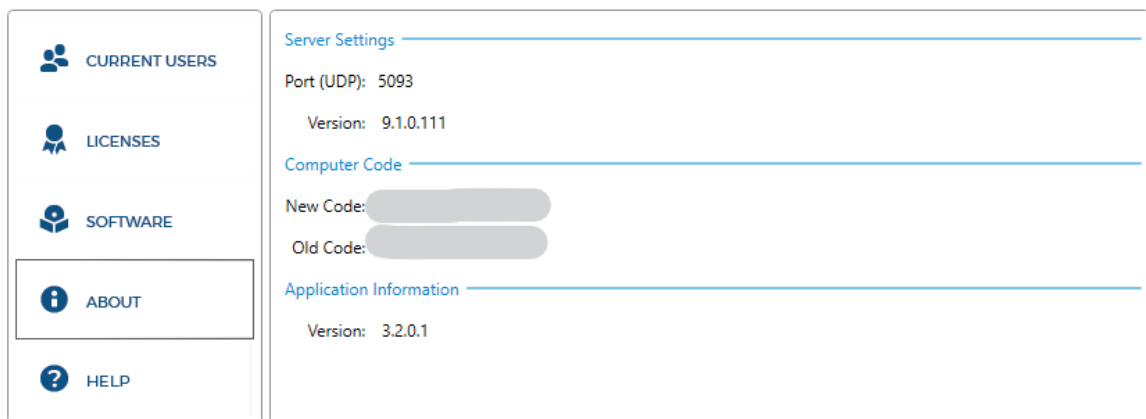 CURRENT USERS
LICENSES
SOFTWARE
ABOUT
HELP
Server Settings
Port (UDP): 5093
Version: 9.1.0.111
Computer Code
New Code:
Old Code:
Application Information
Version: 3.2.0.1